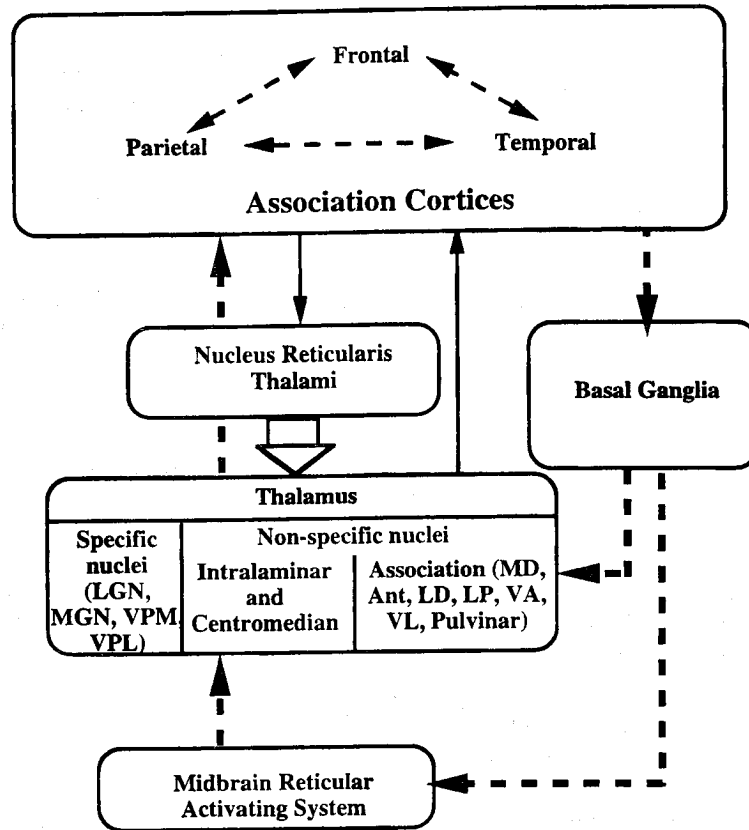 Frontal
Parietal
Temporal
Association Cortices
Nucleus Reticularis
Thalami
Basal Ganglia
Thalamus
Specific
nuclei
(LGN,
MGN, VPM,
VPL)
Non-specific nuclei
Intralaminar
and
Centromedian
Association (MD,
Ant, LD, LP, VA,
VL, Pulvinar)
Midbrain Reticular
Activating System